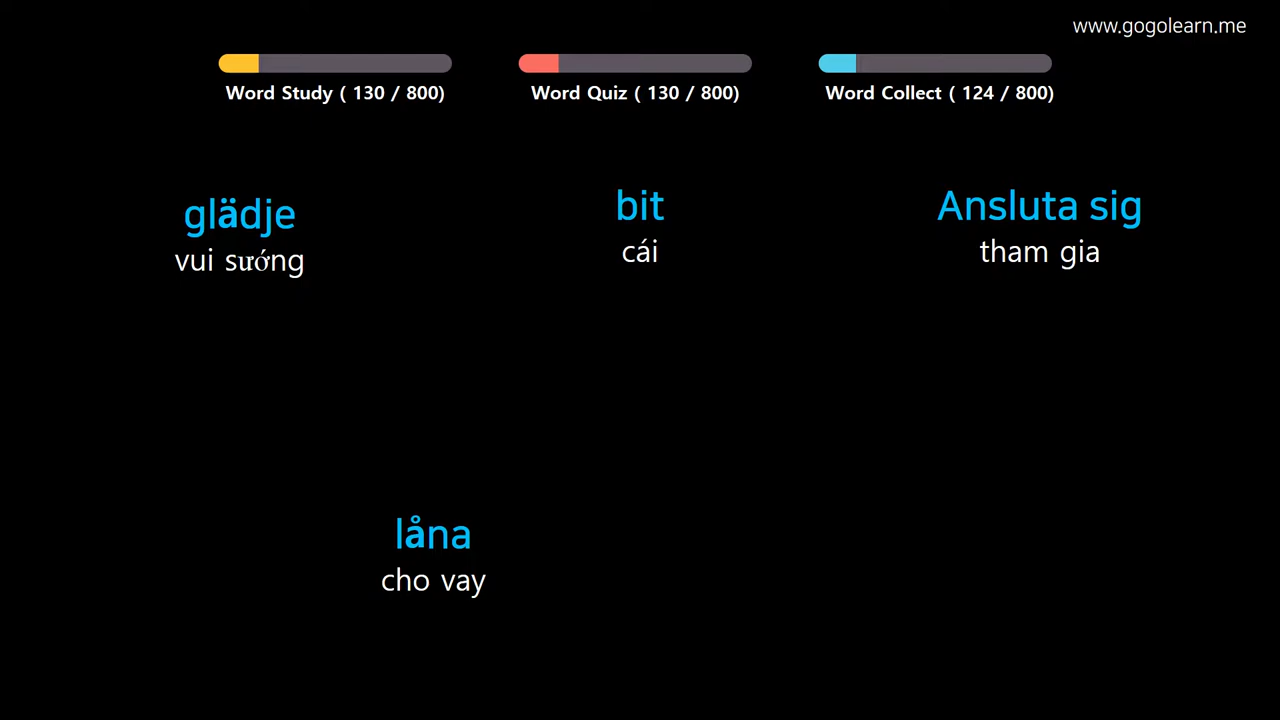 www.gogolearn.me
Word Study ( 130 / 800)
Word Quiz ( 130 / 800)
Word Collect ( 124 / 800)
glädje
vui sướng
bit
cái
Ansluta sig
tham gia
låna
cho vay